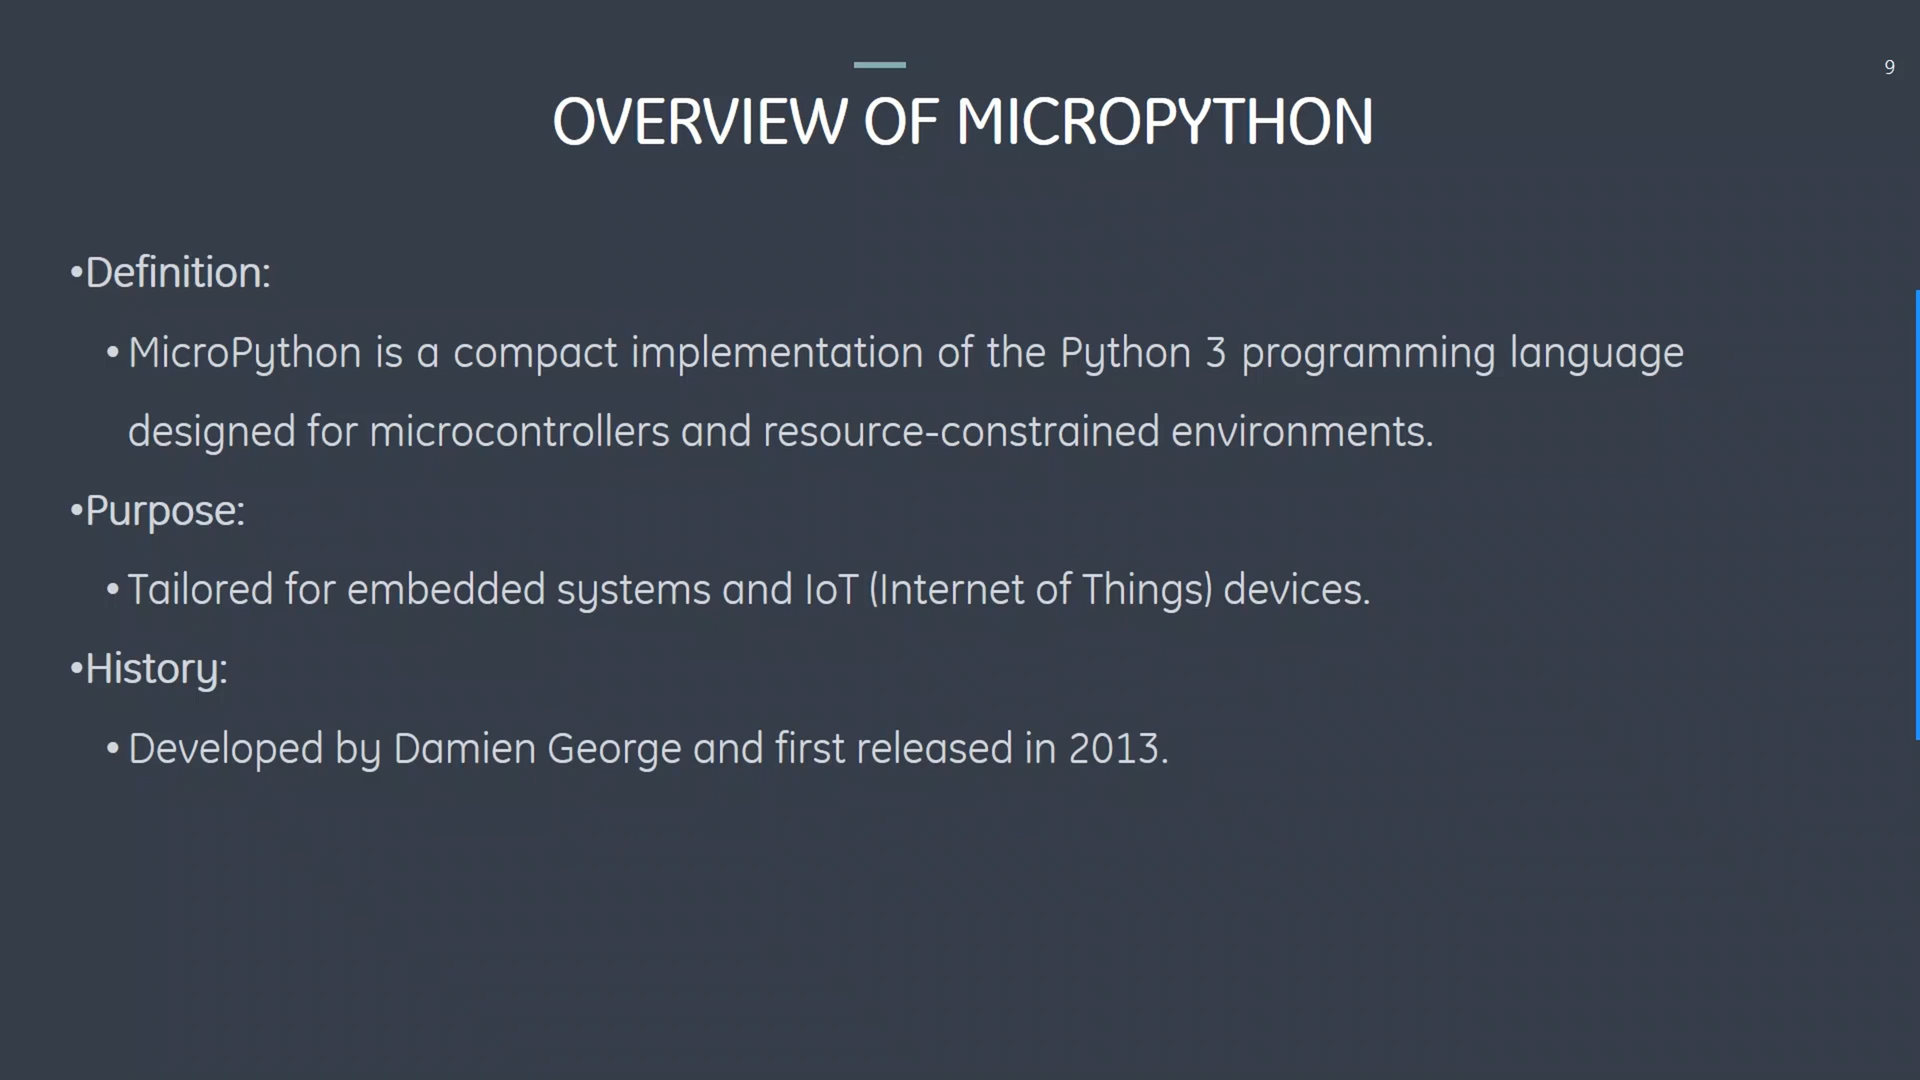 9
OVERVIEW OF MICROPYTHON
•Definition:
•MicroPython is a compact implementation of the Python 3 programming language
designed for microcontrollers and resource-constrained environments.
•Purpose:
•Tailored for embedded systems and IoT (Internet of Things) devices.
•History:
•Developed by Damien George and first released in 2013.